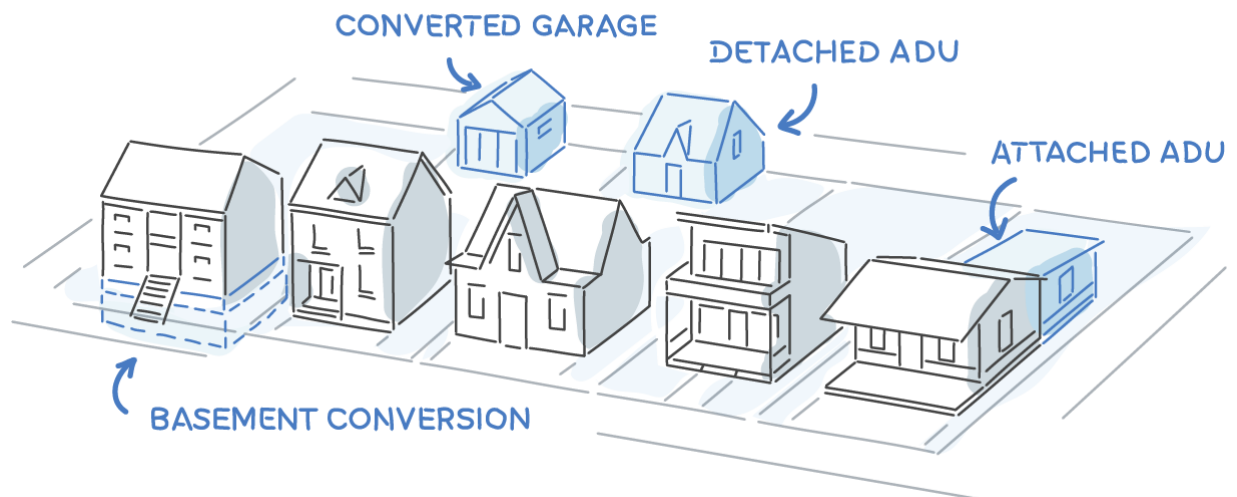 CONVERTED GARAGE
DETACHED ADU
ATTACHED ADU
BASEMENT CONVERSION